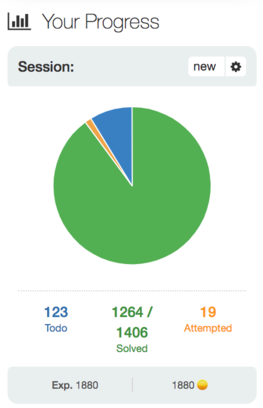 Your Progress
Session:
new
123
Todo
1264 /
1406
Solved
19
Attempted
Exp. 1880
1880